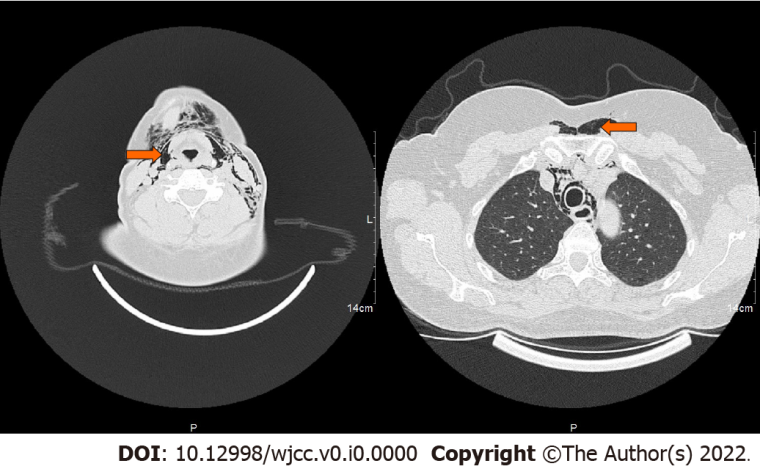 L
14cm
14cm
P
P
DOI: 10.12998/wjcc.v0.i0.0000 Copyright ©The Author(s) 2022.